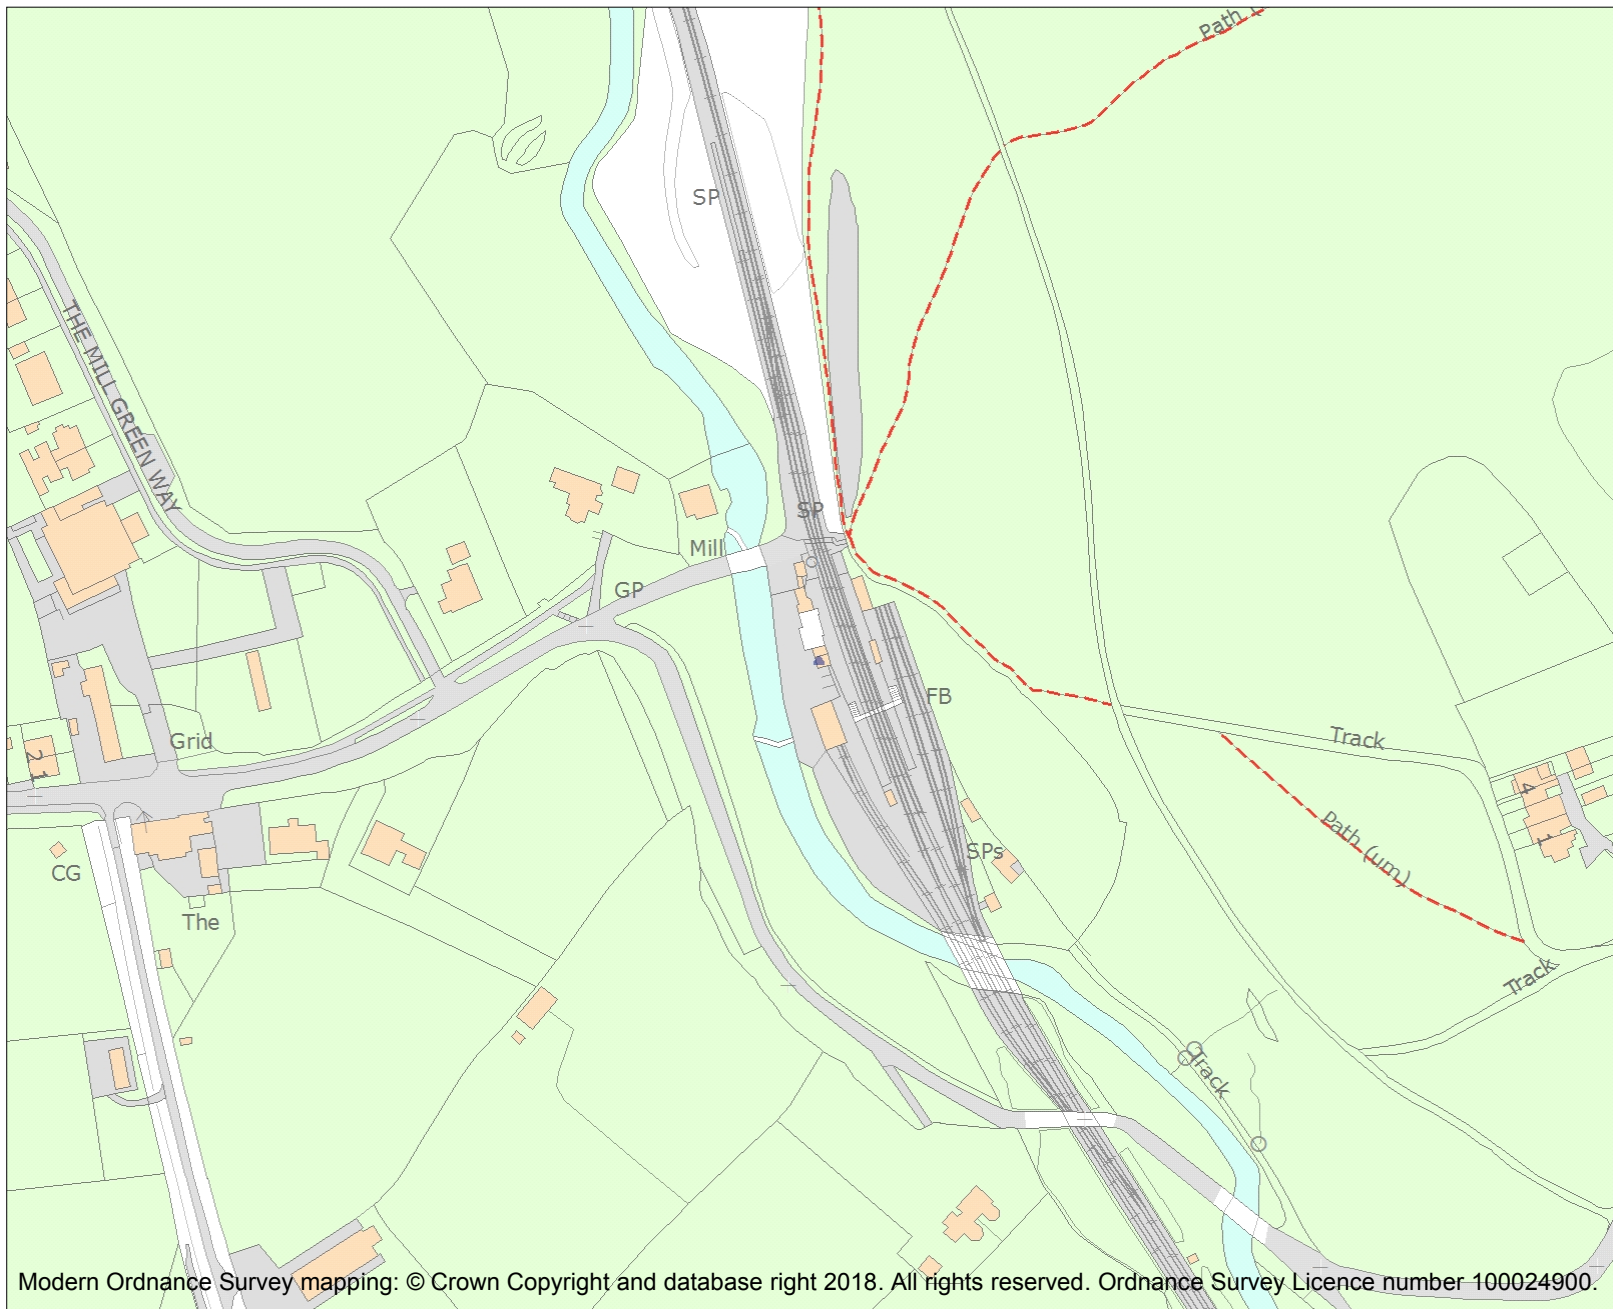 Path (
SP
THE MILL GREEN WAY
SP
Mill
GP
FB
Grid
Track
21
4
1
Path (um)
SPs
CG
The
Track
Track
Modern Ordnance Survey mapping: © Crown Copyright and database right 2018. All rights reserved. Ordnance Survey Licence number 100024900.